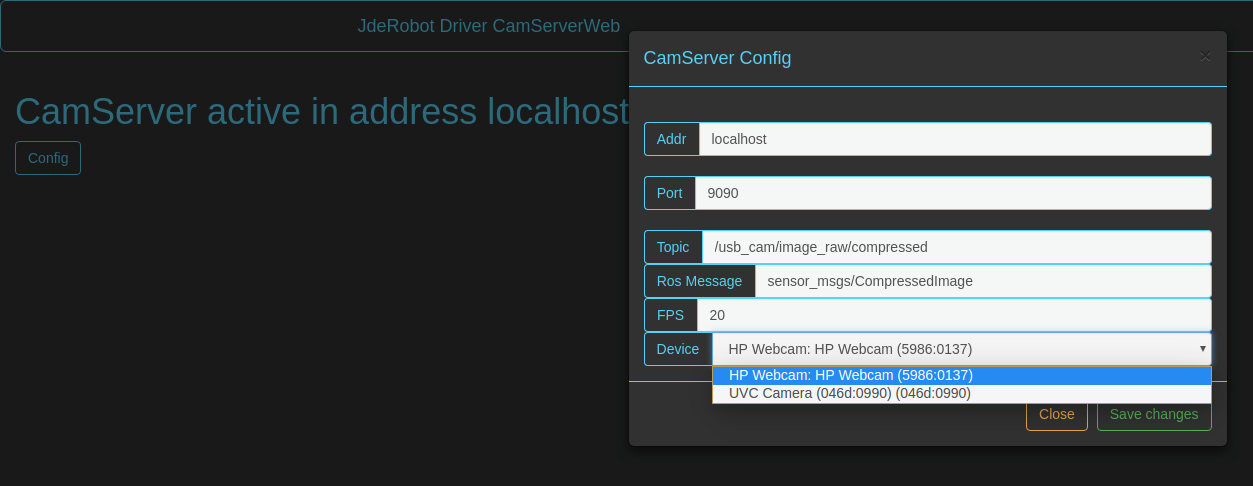 JdeRobot Driver CamServerWeb
CamServer active in address localhost
Config
CamServer Config ×
Addr localhost
Port 9090
Topic /usb_cam/image_raw/compressed
Ros Message sensor_msgs/CompressedImage
FPS 20
Device HP Webcam: HP Webcam (5986:0137)
HP Webcam: HP Webcam (5986:0137)
UVC Camera (046d:0990) (046d:0990)
Close Save changes